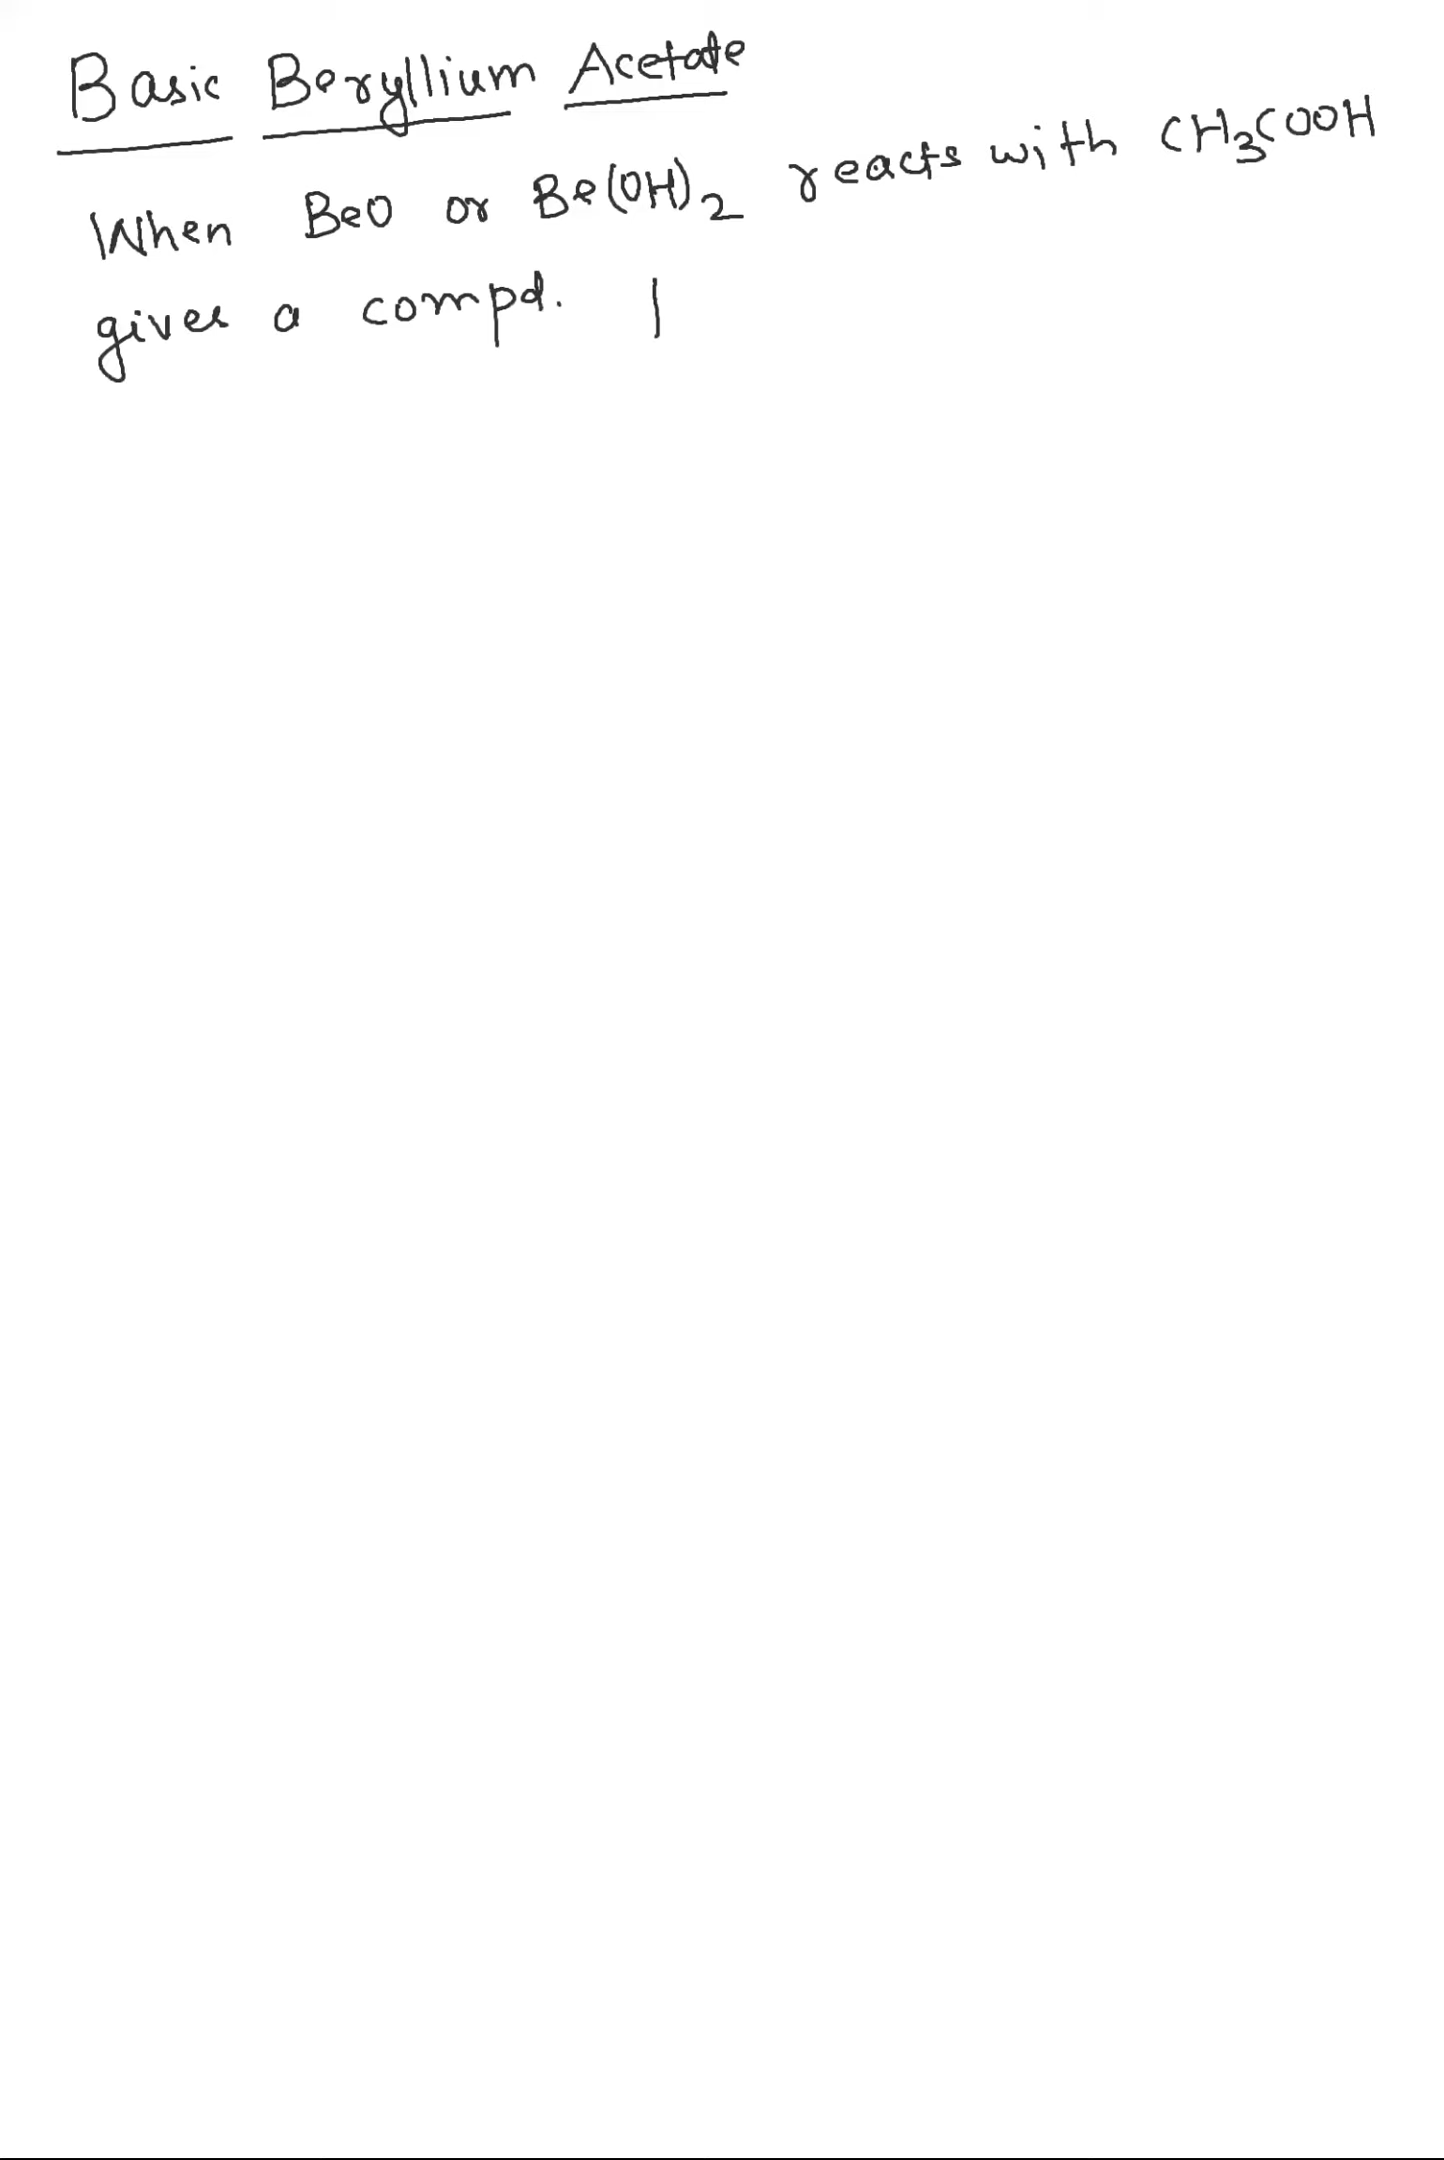 Basic Beryllium Acetate
When BeO or Be(OH)2 reacts with CH3COOH
gives a compd. |